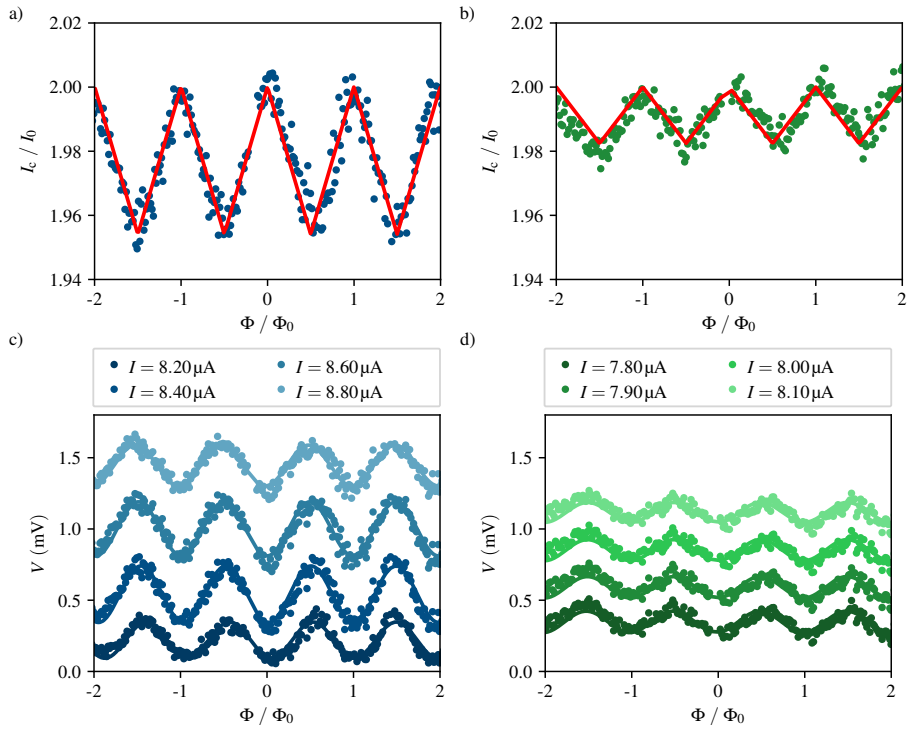 a)
2.02
2.00
1.98
1.96
1.94
I_c / I_0
-2 -1 0 1 2
Φ / Φ_0
b)
2.02
2.00
1.98
1.96
1.94
I_c / I_0
-2 -1 0 1 2
Φ / Φ_0
c)
I = 8.20 µA I = 8.60 µA
I = 8.40 µA I = 8.80 µA
1.5
1.0
0.5
0.0
V (mV)
-2 -1 0 1 2
Φ / Φ_0
d)
I = 7.80 µA I = 8.00 µA
I = 7.90 µA I = 8.10 µA
1.5
1.0
0.5
0.0
V (mV)
-2 -1 0 1 2
Φ / Φ_0